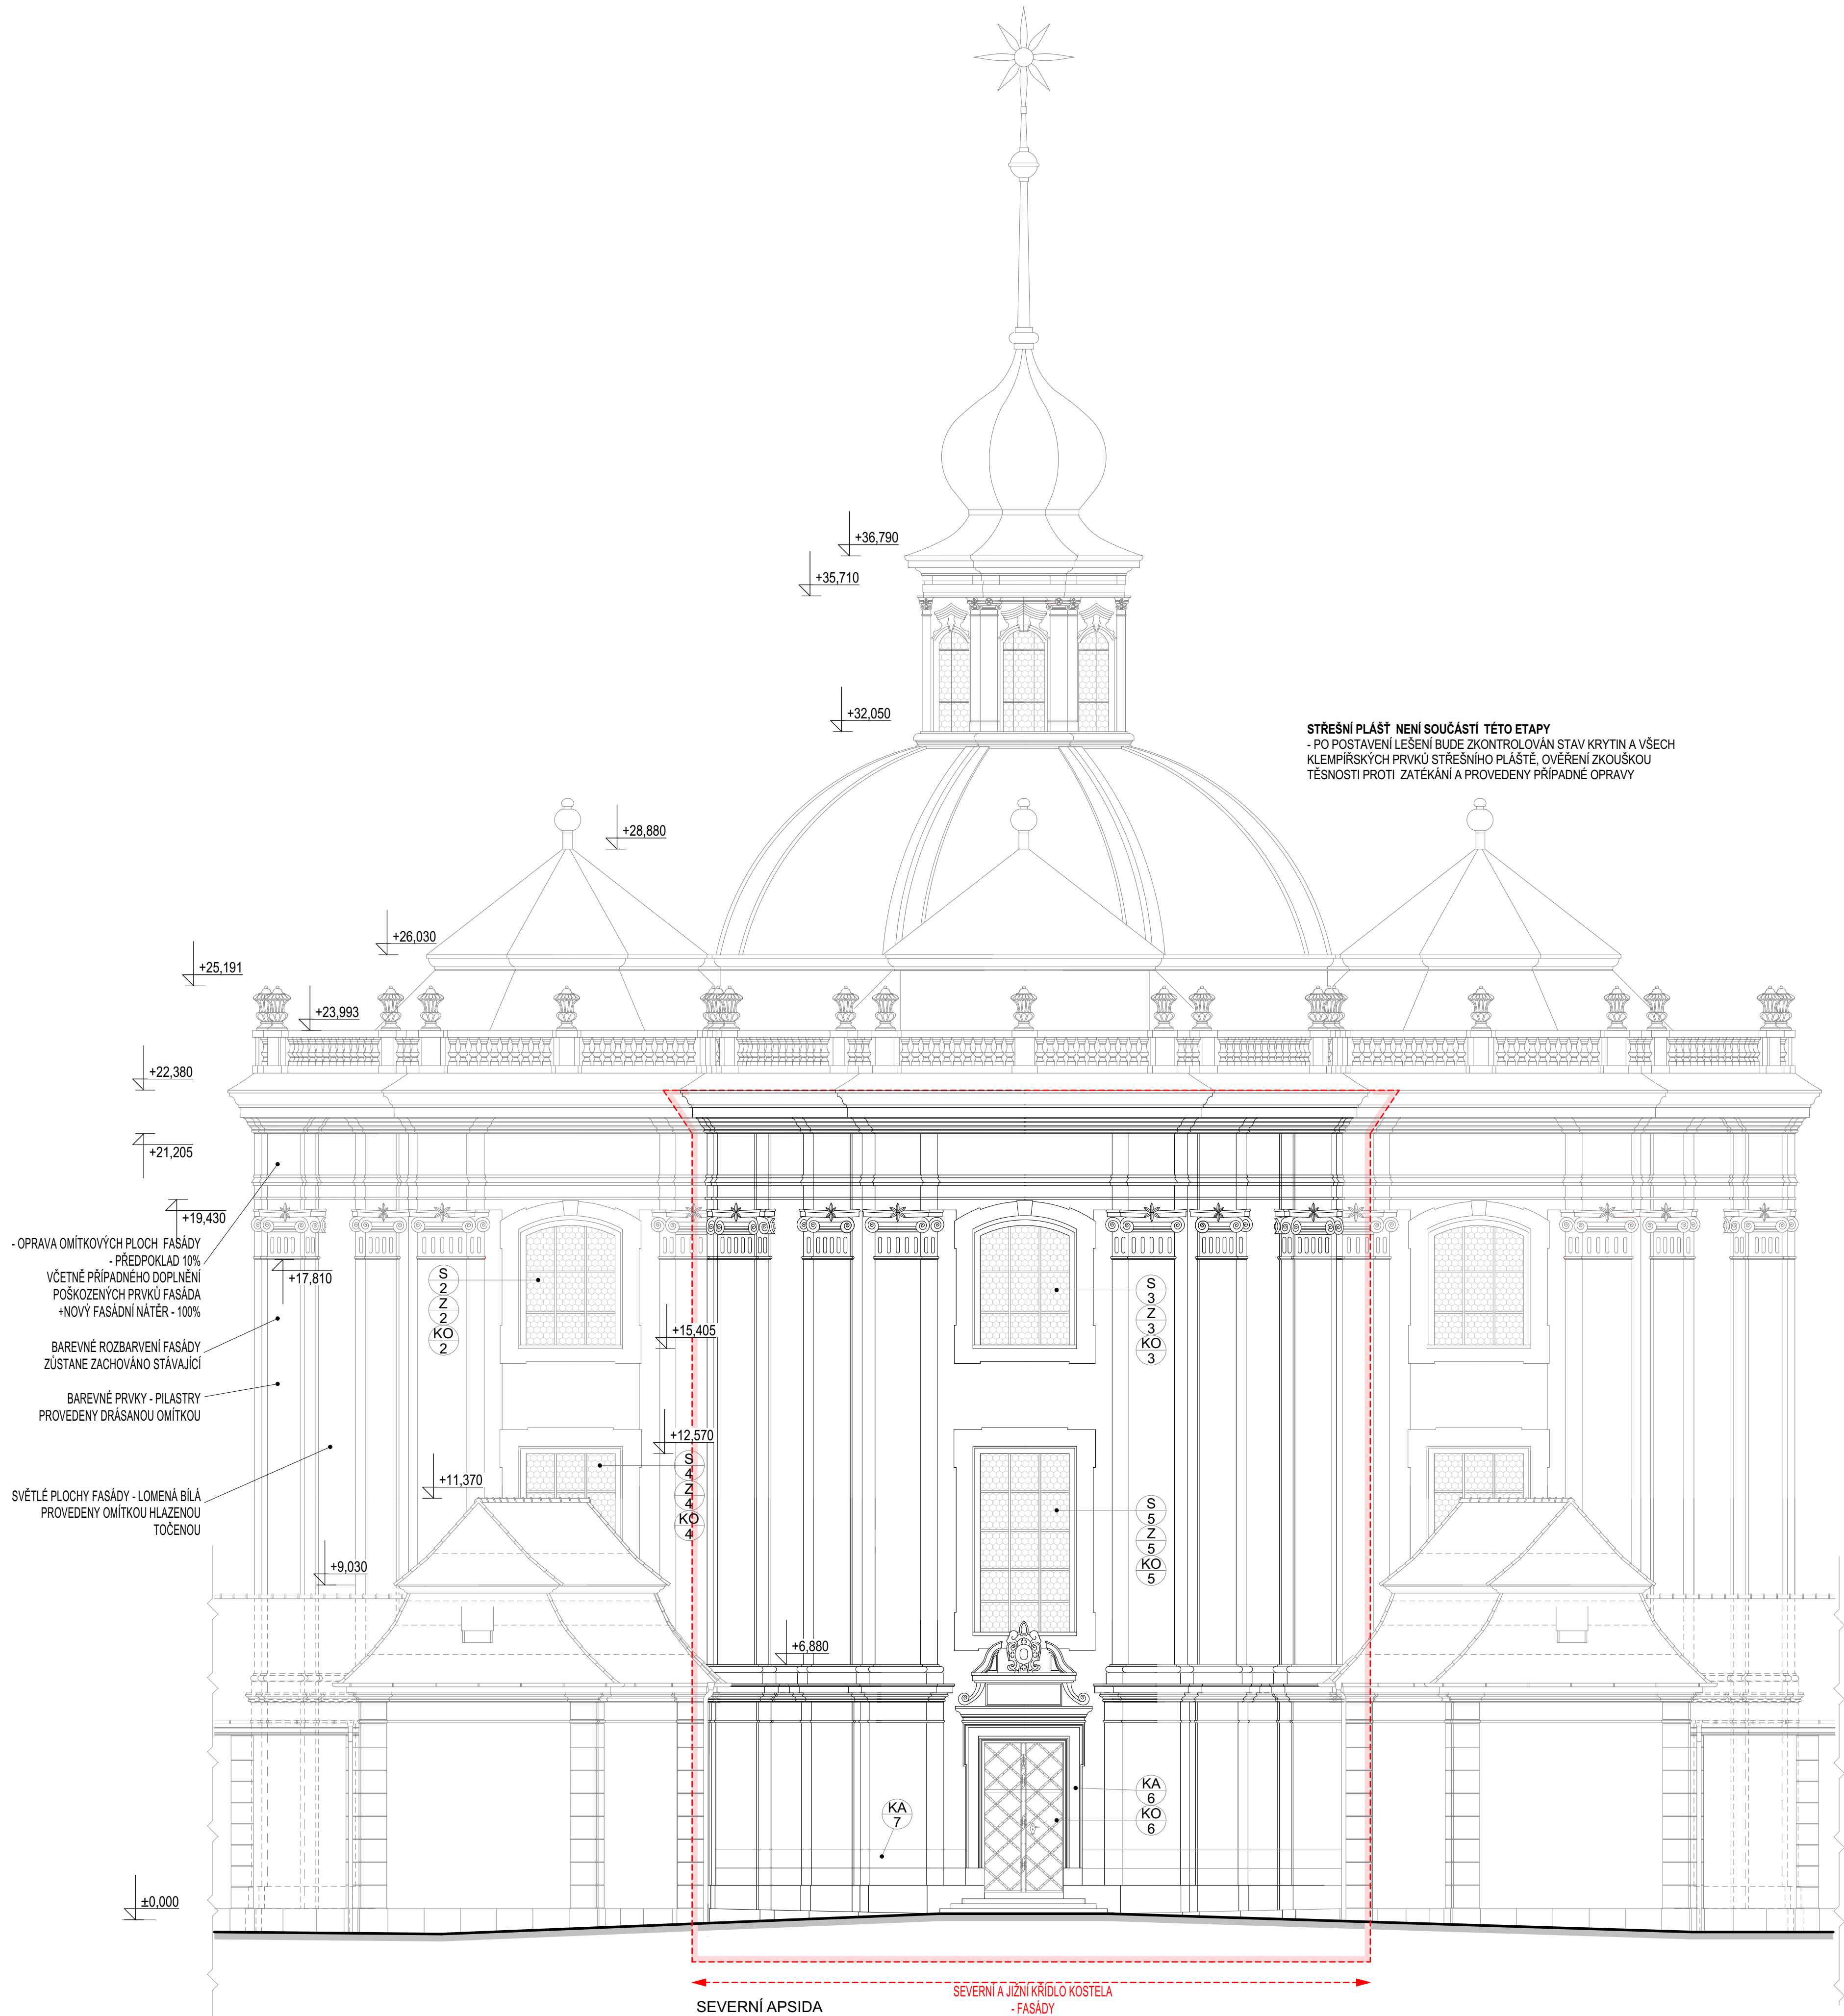 +36,790
+35,710
+32,050
STŘEŠNÍ PLÁŠŤ NENÍ SOUČÁSTÍ TÉTO ETAPY
- PO POSTAVENÍ LEŠENÍ BUDE ZKONTROLOVÁN STAV KRYTIN A VŠECH
KLEMPÍŘSKÝCH PRVKŮ STŘEŠNÍHO PLÁŠTĚ, OVĚŘENÍ ZKOUŠKOU
TĚSNOSTI PROTI ZATÉKÁNÍ A PROVEDENY PŘÍPADNÉ OPRAVY
+28,880
+26,030
+25,191
+23,993
+22,380
+21,205
+19,430
- OPRAVA OMÍTKOVÝCH PLOCH FASÁDY
- PŘEDPOKLAD 10%
VČETNĚ PŘÍPADNÉHO DOPLNĚNÍ
POŠKOZENÝCH PRVKŮ FASÁDA
+NOVÝ FASÁDNÍ NÁTĚR - 100%
+17,810
BAREVNÉ ROZBARVENÍ FASÁDY
ZŮSTANE ZACHOVÁNO STÁVAJÍCÍ
BAREVNÉ PRVKY - PILASTRY
PROVEDENY DRÁSANOU OMÍTKOU
SVĚTLÉ PLOCHY FASÁDY - LOMENÁ BÍLÁ
PROVEDENY OMÍTKOU HLAZENOU
TOČENOU
S
2
Z
2
KO
2
S
3
Z
3
KO
3
+15,405
+12,570
+11,370
S
4
Z
4
KO
4
S
5
Z
5
KO
5
+9,030
+6,880
KA
6
KO
6
KA
7
±0,000
SEVERNÍ A JIŽNÍ KŘÍDLO KOSTELA
- FASÁDY
SEVERNÍ APSIDA